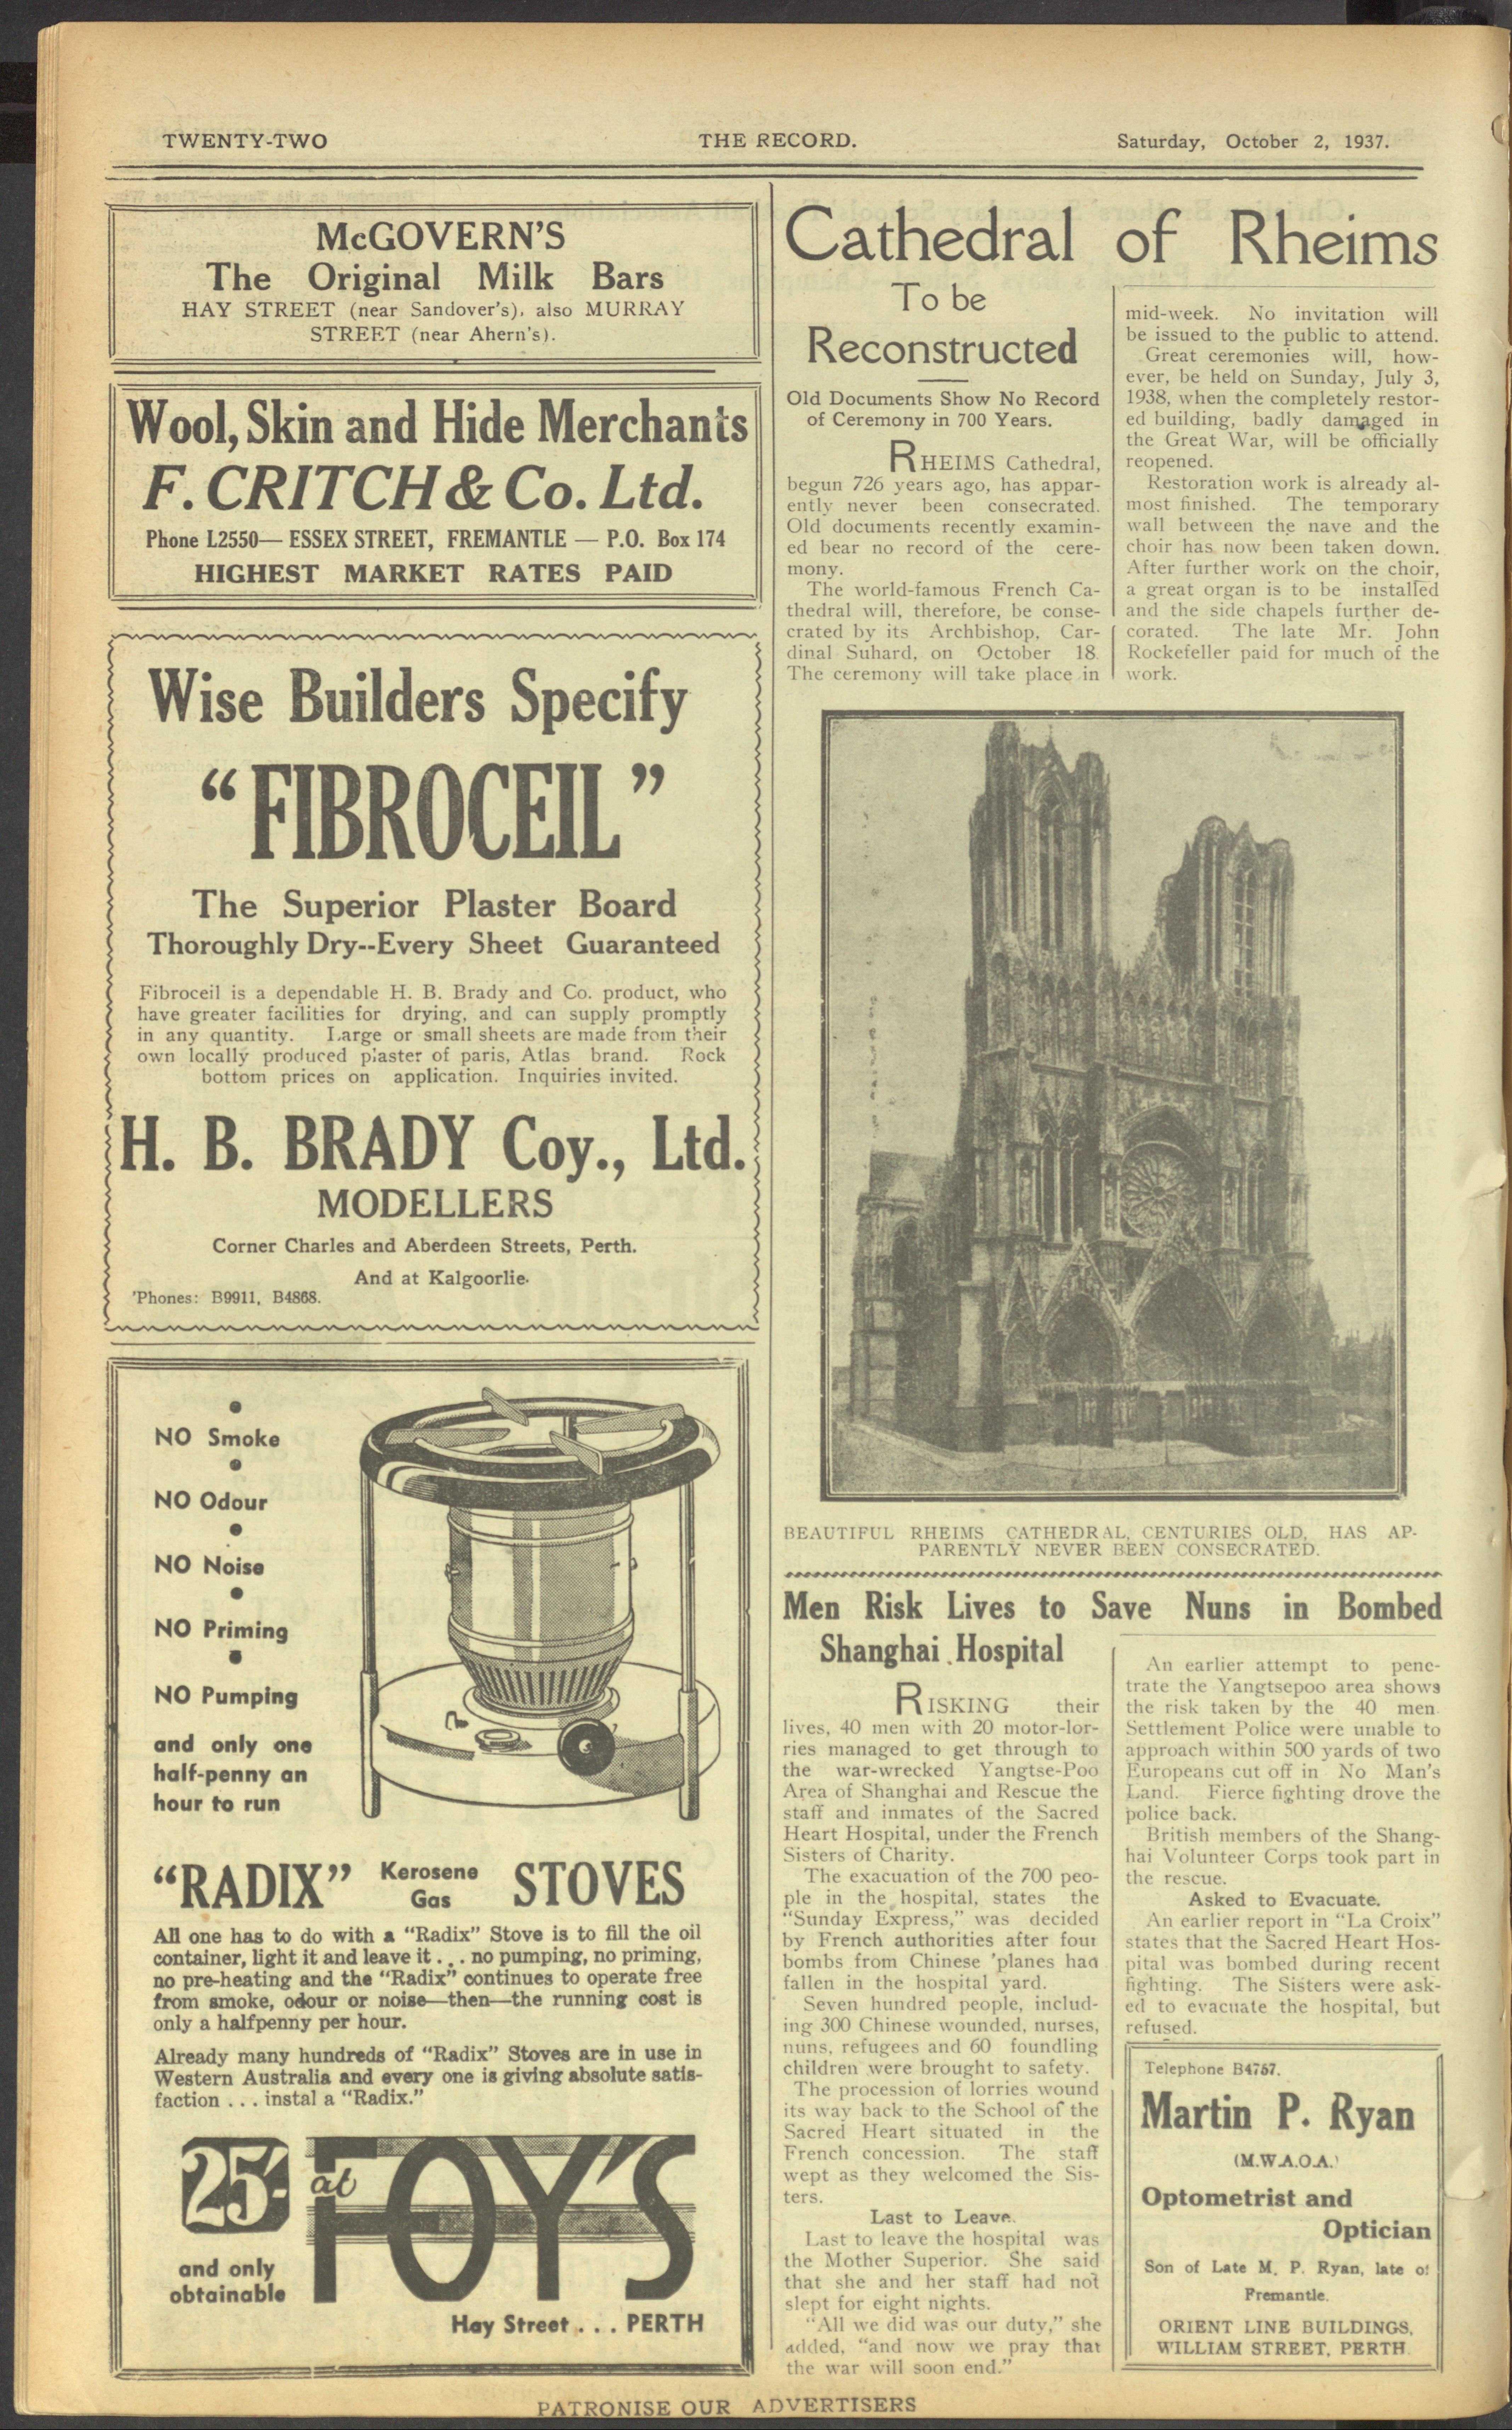 TWENTY-TWO
THE RECORD.
Saturday, October 2, 1937.
McGOVERN'S
The Original Milk Bars
HAY STREET (near Sandover's), also MURRAY
STREET (near Ahern's).
Wool, Skin and Hide Merchants
F. CRITCH & Co. Ltd.
Phone L2550— ESSEX STREET, FREMANTLE — P.O. Box 174
HIGHEST MARKET RATES PAID
Wise Builders Specify
"FIBROCEIL"
The Superior Plaster Board
Thoroughly Dry--Every Sheet Guaranteed
Fibroceil is a dependable H. B. Brady and Co. product, who
have greater facilities for drying, and can supply promptly
in any quantity. Large or small sheets are made from their
own locally produced plaster of paris, Atlas brand. Rock
bottom prices on application. Inquiries invited.
H. B. BRADY Coy., Ltd.
MODELLERS
Corner Charles and Aberdeen Streets, Perth.
And at Kalgoorlie.
'Phones: B9911, B4868.
NO Smoke
NO Odour
NO Noise
NO Priming
NO Pumping
and only one
half-penny an
hour to run
"RADIX" Kerosene Gas STOVES
All one has to do with a "Radix" Stove is to fill the oil
container, light it and leave it . . . no pumping, no priming,
no pre-heating and the "Radix" continues to operate free
from smoke, odour or noise—then—the running cost is
only a halfpenny per hour.
Already many hundreds of "Radix" Stoves are in use in
Western Australia and every one is giving absolute satis-
faction . . . instal a "Radix."
25/- at FOY'S
and only
obtainable
Hay Street . . . PERTH
Cathedral of Rheims
To be
Reconstructed
Old Documents Show No Record
of Ceremony in 700 Years.
RHEIMS Cathedral,
begun 726 years ago, has appar-
ently never been consecrated.
Old documents recently examin-
ed bear no record of the cere-
mony.
The world-famous French Ca-
thedral will, therefore, be conse-
crated by its Archbishop, Car-
dinal Suhard, on October 18.
The ceremony will take place in
mid-week. No invitation will
be issued to the public to attend.
Great ceremonies will, how-
ever, be held on Sunday, July 3,
1938, when the completely restor-
ed building, badly damaged in
the Great War, will be officially
reopened.
Restoration work is already al-
most finished. The temporary
wall between the nave and the
choir has now been taken down.
After further work on the choir,
a great organ is to be installed
and the side chapels further de-
corated. The late Mr. John
Rockefeller paid for much of the
work.
BEAUTIFUL RHEIMS CATHEDRAL, CENTURIES OLD, HAS AP-
PARENTLY NEVER BEEN CONSECRATED.
Men Risk Lives to Save Nuns in Bombed
Shanghai Hospital
RISKING their
lives, 40 men with 20 motor-lor-
ries managed to get through to
the war-wrecked Yangtse-Poo
Area of Shanghai and Rescue the
staff and inmates of the Sacred
Heart Hospital, under the French
Sisters of Charity.
The exacuation of the 700 peo-
ple in the hospital, states the
"Sunday Express," was decided
by French authorities after four
bombs from Chinese 'planes had
fallen in the hospital yard.
Seven hundred people, includ-
ing 300 Chinese wounded, nurses,
nuns, refugees and 60 foundling
children were brought to safety.
The procession of lorries wound
its way back to the School of the
Sacred Heart situated in the
French concession. The staff
wept as they welcomed the Sis-
ters.
Last to Leave.
Last to leave the hospital was
the Mother Superior. She said
that she and her staff had not
slept for eight nights.
"All we did was our duty," she
added, "and now we pray that
the war will soon end."
An earlier attempt to pene-
trate the Yangtsepoo area shows
the risk taken by the 40 men.
Settlement Police were unable to
approach within 500 yards of two
Europeans cut off in No Man's
Land. Fierce fighting drove the
police back.
British members of the Shang-
hai Volunteer Corps took part in
the rescue.
Asked to Evacuate.
An earlier report in "La Croix"
states that the Sacred Heart Hos-
pital was bombed during recent
fighting. The Sisters were ask-
ed to evacuate the hospital, but
refused.
Telephone B4757.
Martin P. Ryan
(M.W.A.O.A.)
Optometrist and
Optician
Son of Late M. P. Ryan, late of
Fremantle.
ORIENT LINE BUILDINGS,
WILLIAM STREET, PERTH.
PATRONISE OUR ADVERTISERS